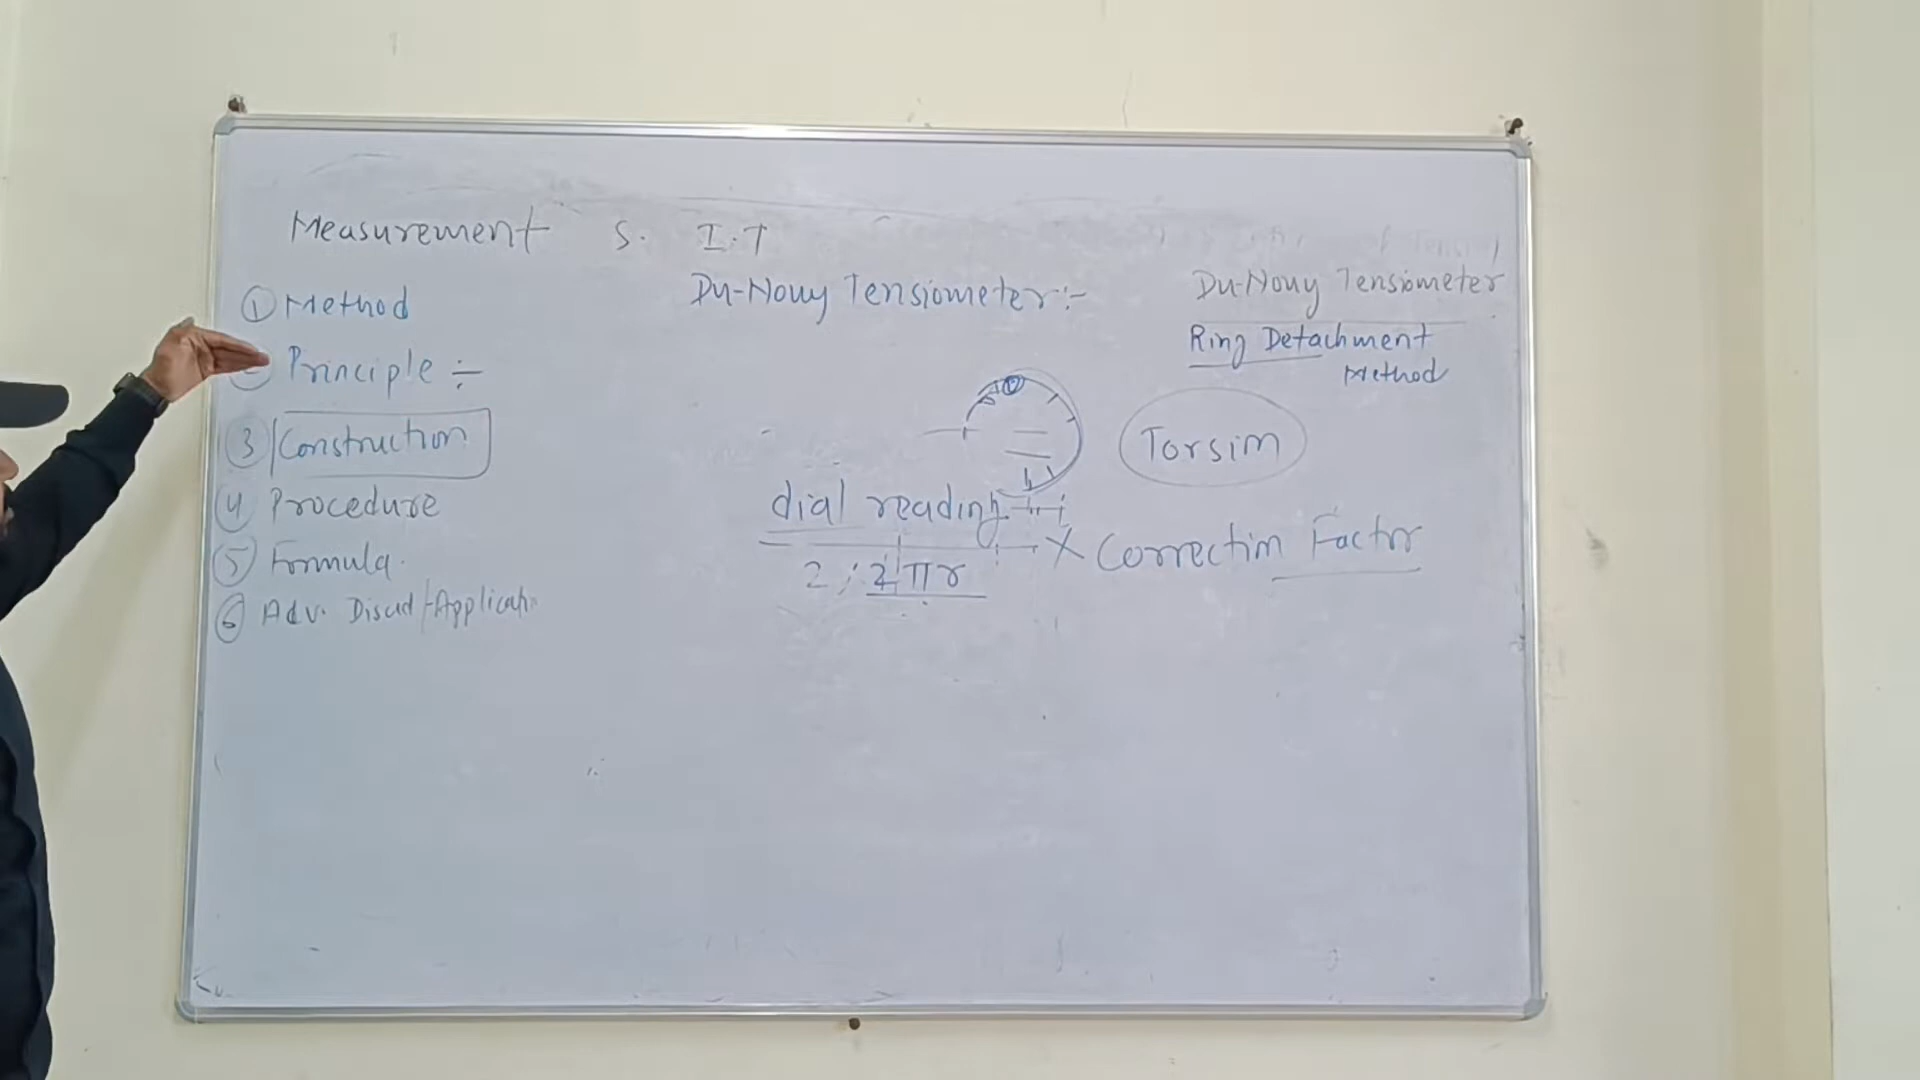 Measurement S. I.T
① Method
Principle ÷
③ Construction
④ Procedure
⑤ Formula.
⑥ Adv. Disad
Du-Nouy Tensiometer:-
dial reading
2 2πr
X Correction Factor
Du-Nouy Tensiometer
Ring Detachment
Method
Torsion